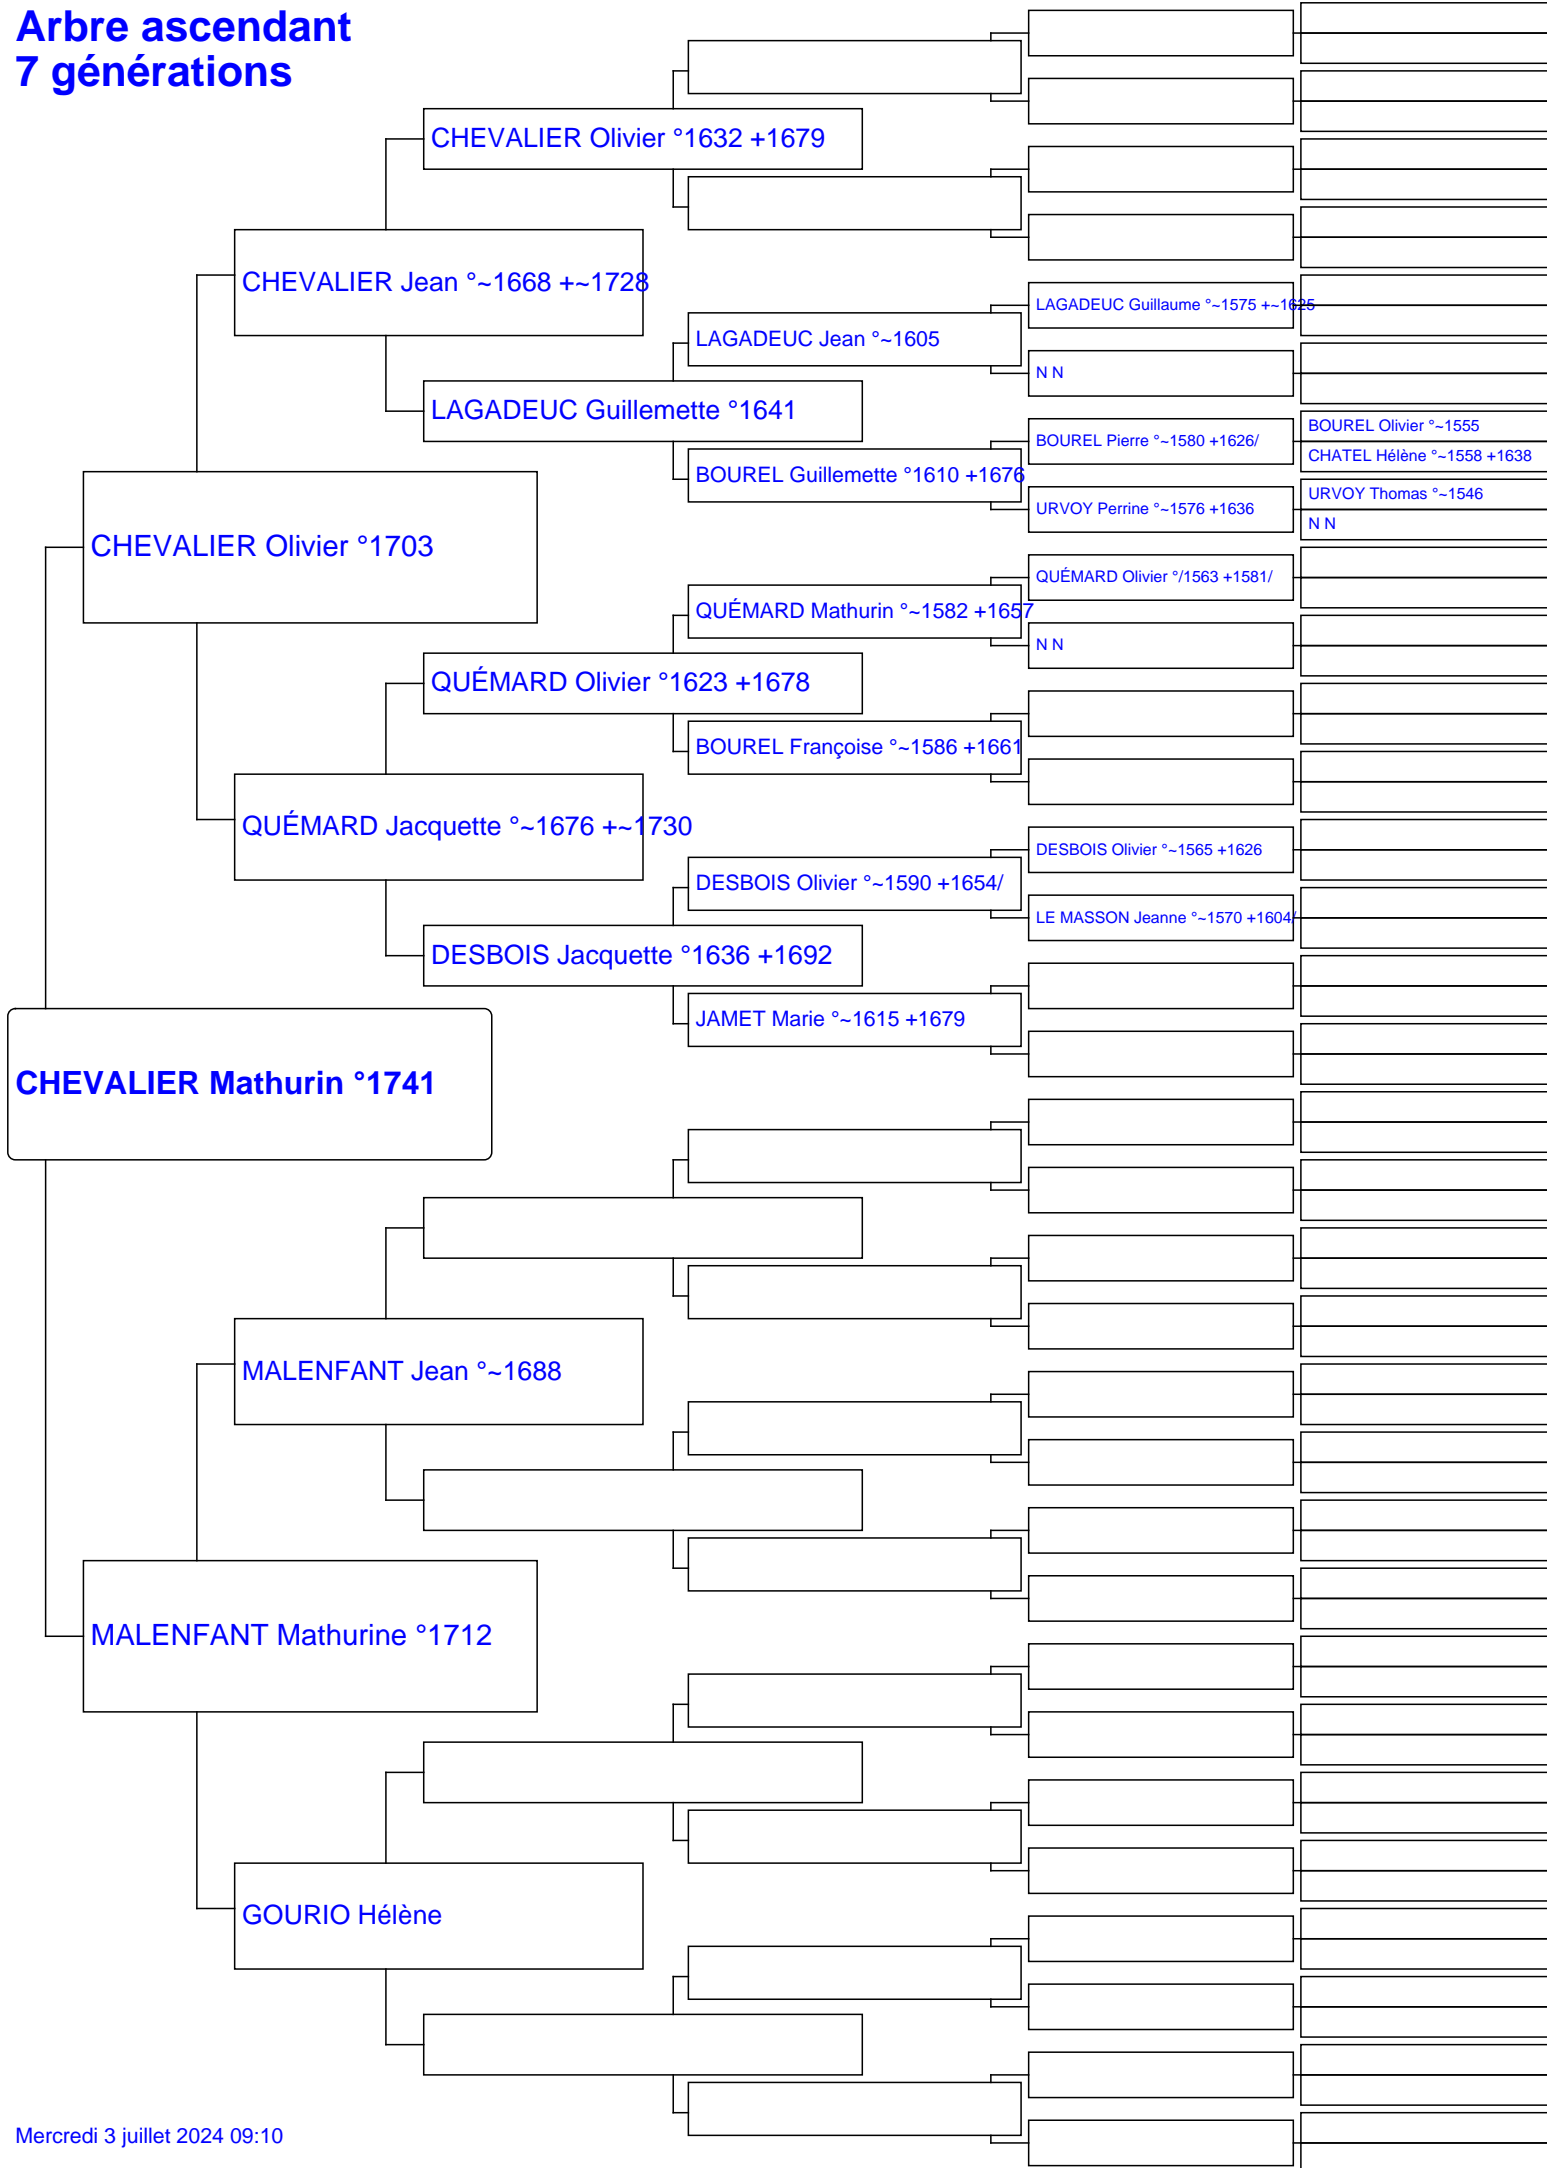 Arbre ascendant
7 générations
CHEVALIER Olivier °1632 +1679
CHEVALIER Jean °~1668 +~1728
LAGADEUC Guillaume °~1575 +~1625
LAGADEUC Jean °~1605
N N
LAGADEUC Guillemette °1641
BOUREL Olivier °~1555
BOUREL Pierre °~1580 +1626/
CHATEL Hélène °~1558 +1638
BOUREL Guillemette °1610 +1676
URVOY Thomas °~1546
URVOY Perrine °~1576 +1636
N N
CHEVALIER Olivier °1703
QUÉMARD Olivier °/1563 +1581/
QUÉMARD Mathurin °~1582 +1657
N N
QUÉMARD Olivier °1623 +1678
BOUREL Françoise °~1586 +1661
QUÉMARD Jacquette °~1676 +~1730
DESBOIS Olivier °~1565 +1626
DESBOIS Olivier °~1590 +1654/
LE MASSON Jeanne °~1570 +1604/
DESBOIS Jacquette °1636 +1692
JAMET Marie °~1615 +1679
CHEVALIER Mathurin °1741
MALENFANT Jean °~1688
MALENFANT Mathurine °1712
GOURIO Hélène
Mercredi 3 juillet 2024 09:10